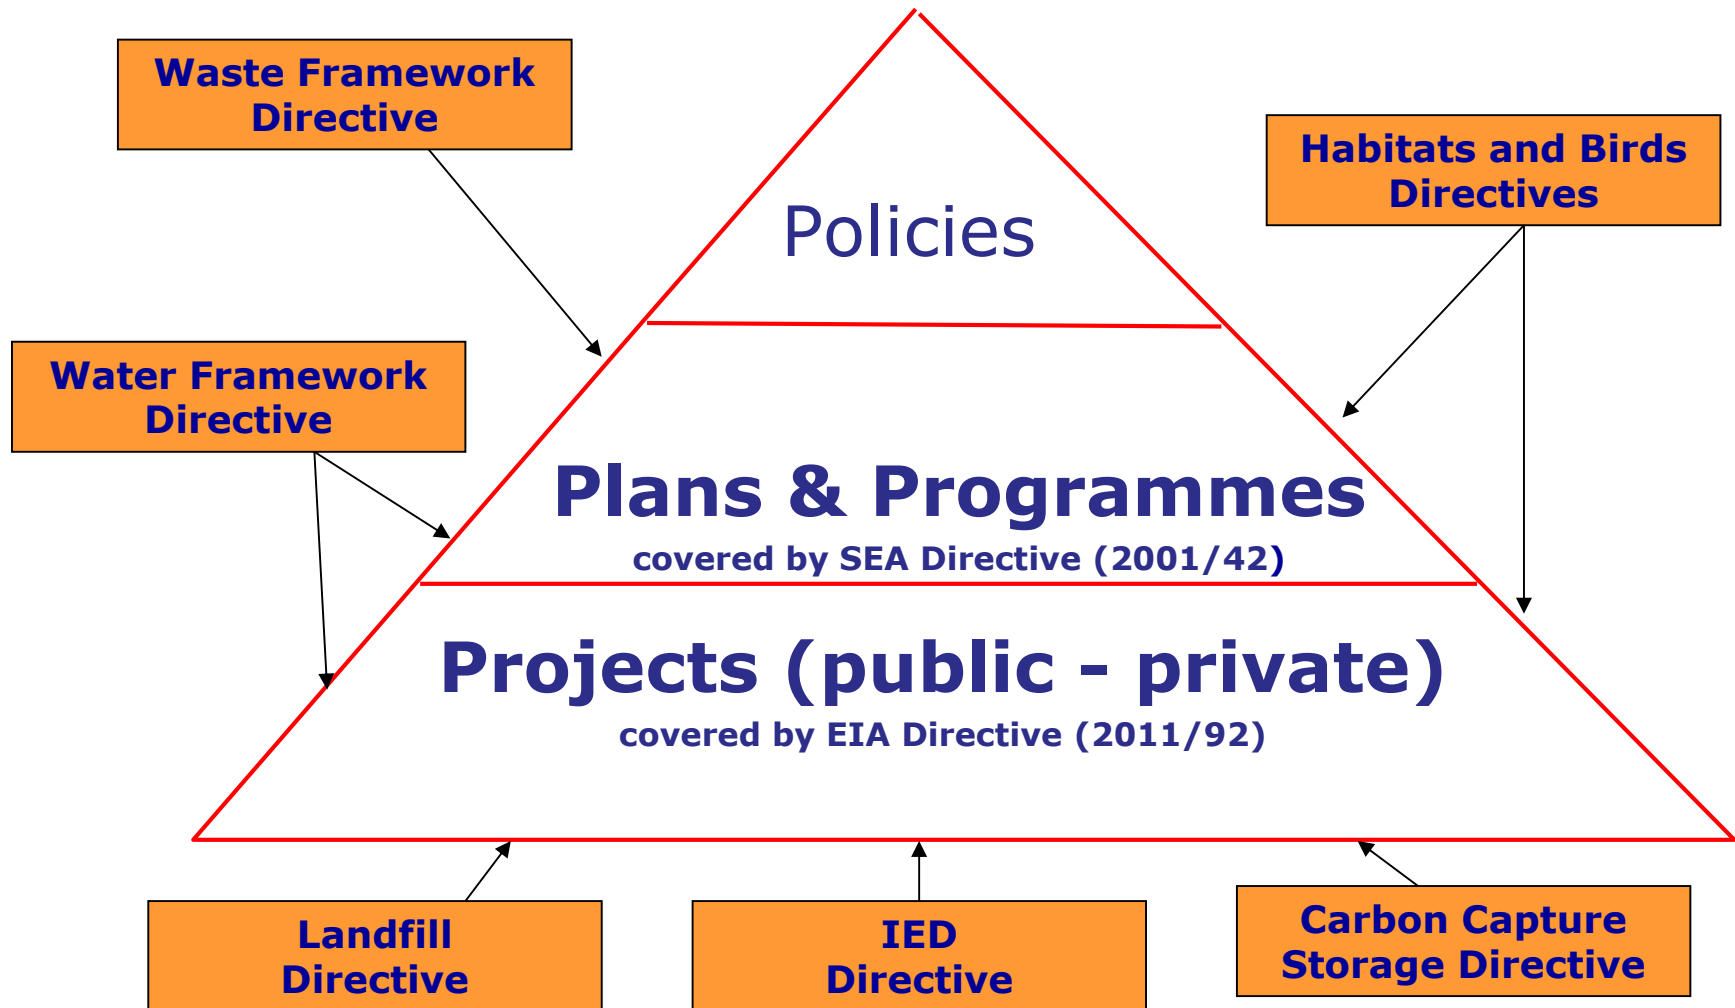 Waste Framework
Directive
Habitats and Birds
Directives
Policies
Water Framework
Directive
Plans & Programmes
covered by SEA Directive (2001/42)
Projects (public - private)
covered by EIA Directive (2011/92)
Landfill
Directive
IED
Directive
Carbon Capture
Storage Directive